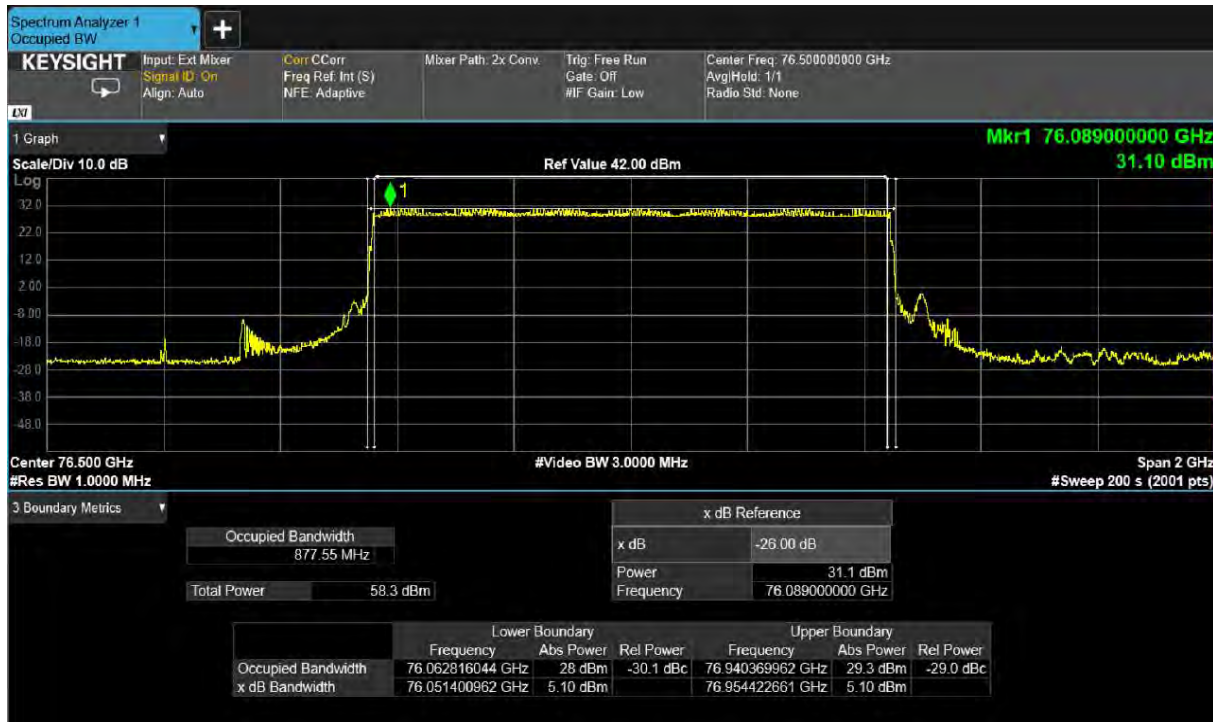 Spectrum Analyzer 1
Occupied BW
+
KEYSIGHT
LXI
Input: Ext Mixer
Signal ID: On
Align: Auto
Corr CCorr
Freq Ref: Int (S)
NFE: Adaptive
Mixer Path: 2x Conv.
Trig: Free Run
Gate: Off
#IF Gain: Low
Center Freq: 76.500000000 GHz
Avg|Hold: 1/1
Radio Std: None
1 Graph
Mkr1 76.089000000 GHz
Scale/Div 10.0 dB
Ref Value 42.00 dBm
31.10 dBm
Log
1
32.0
22.0
12.0
2.00
-8.00
-18.0
-28.0
-38.0
-48.0
Center 76.500 GHz
#Video BW 3.0000 MHz
Span 2 GHz
#Res BW 1.0000 MHz
#Sweep 200 s (2001 pts)
3 Boundary Metrics
Occupied Bandwidth
877.55 MHz
Total Power 58.3 dBm
x dB Reference
x dB -26.00 dB
Power 31.1 dBm
Frequency 76.089000000 GHz
Lower Boundary Upper Boundary
Frequency Abs Power Rel Power Frequency Abs Power Rel Power
Occupied Bandwidth 76.062816044 GHz 28 dBm -30.1 dBc 76.940369962 GHz 29.3 dBm -29.0 dBc
x dB Bandwidth 76.051400962 GHz 5.10 dBm 76.954422661 GHz 5.10 dBm